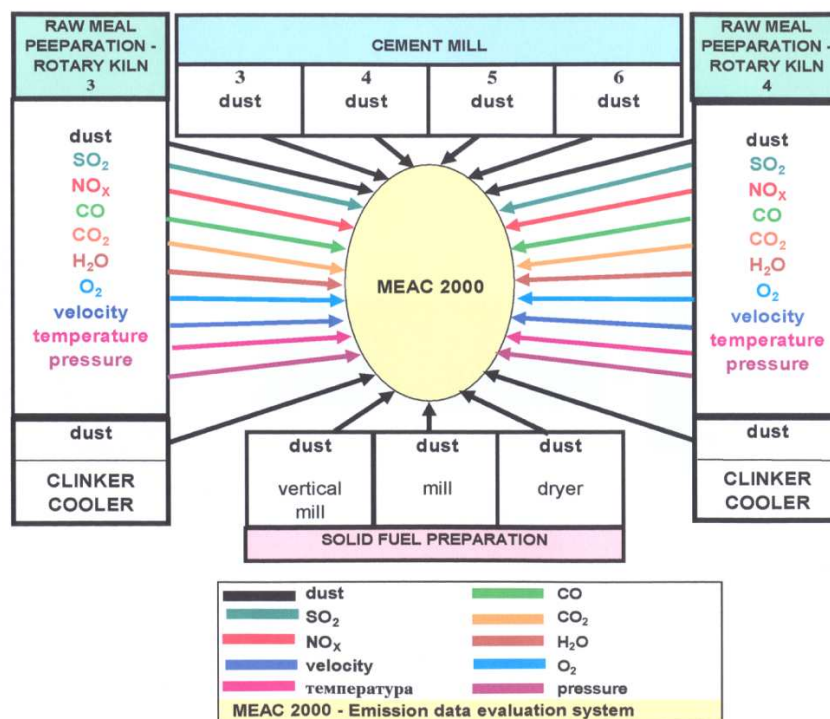 RAW MEAL
PEEPARATION -
ROTARY KILN
3
CEMENT MILL
3
dust
4
dust
5
dust
6
dust
RAW MEAL
PEEPARATION -
ROTARY KILN
4
dust
SO₂
NOₓ
CO
CO₂
H₂O
O₂
velocity
temperature
pressure
MEAC 2000
dust
SO₂
NOₓ
CO
CO₂
H₂O
O₂
velocity
temperature
pressure
dust
CLINKER
COOLER
dust
vertical
mill
dust
mill
dust
dryer
SOLID FUEL PREPARATION
dust
CLINKER
COOLER
dust
SO₂
NOₓ
velocity
температура
CO
CO₂
H₂O
O₂
pressure
MEAC 2000 - Emission data evaluation system